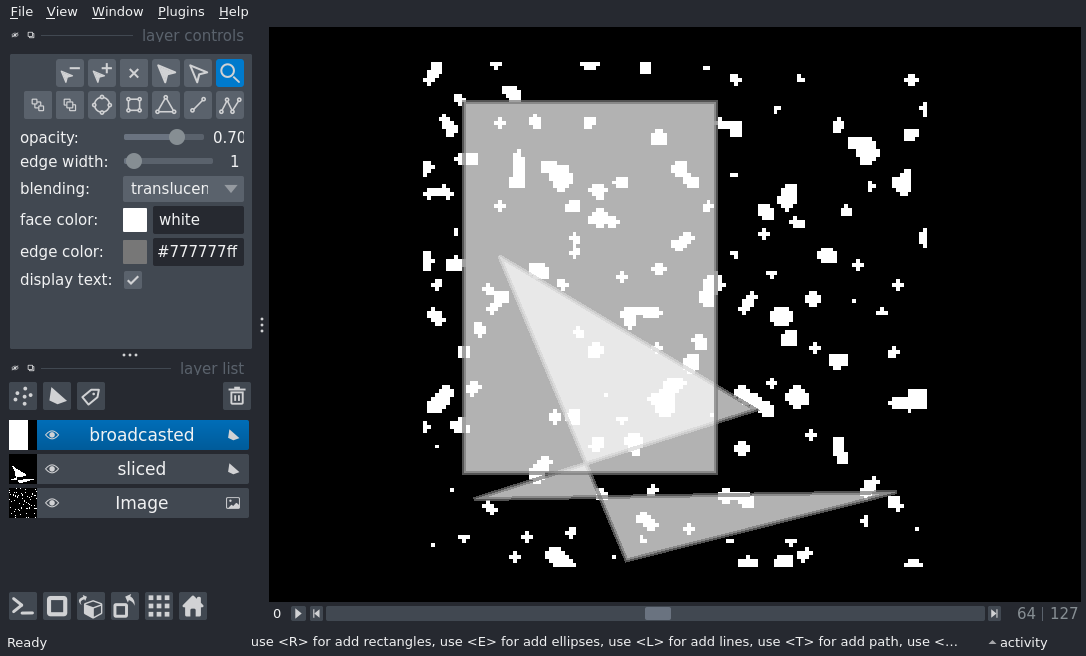 File View Window Plugins Help
layer controls
opacity: 0.70
edge width: 1
blending: translucen
face color: white
edge color: #777777ff
display text:
layer list
broadcasted
sliced
Image
0 64 | 127
Ready use <R> for add rectangles, use <E> for add ellipses, use <L> for add lines, use <T> for add path, use <... activity